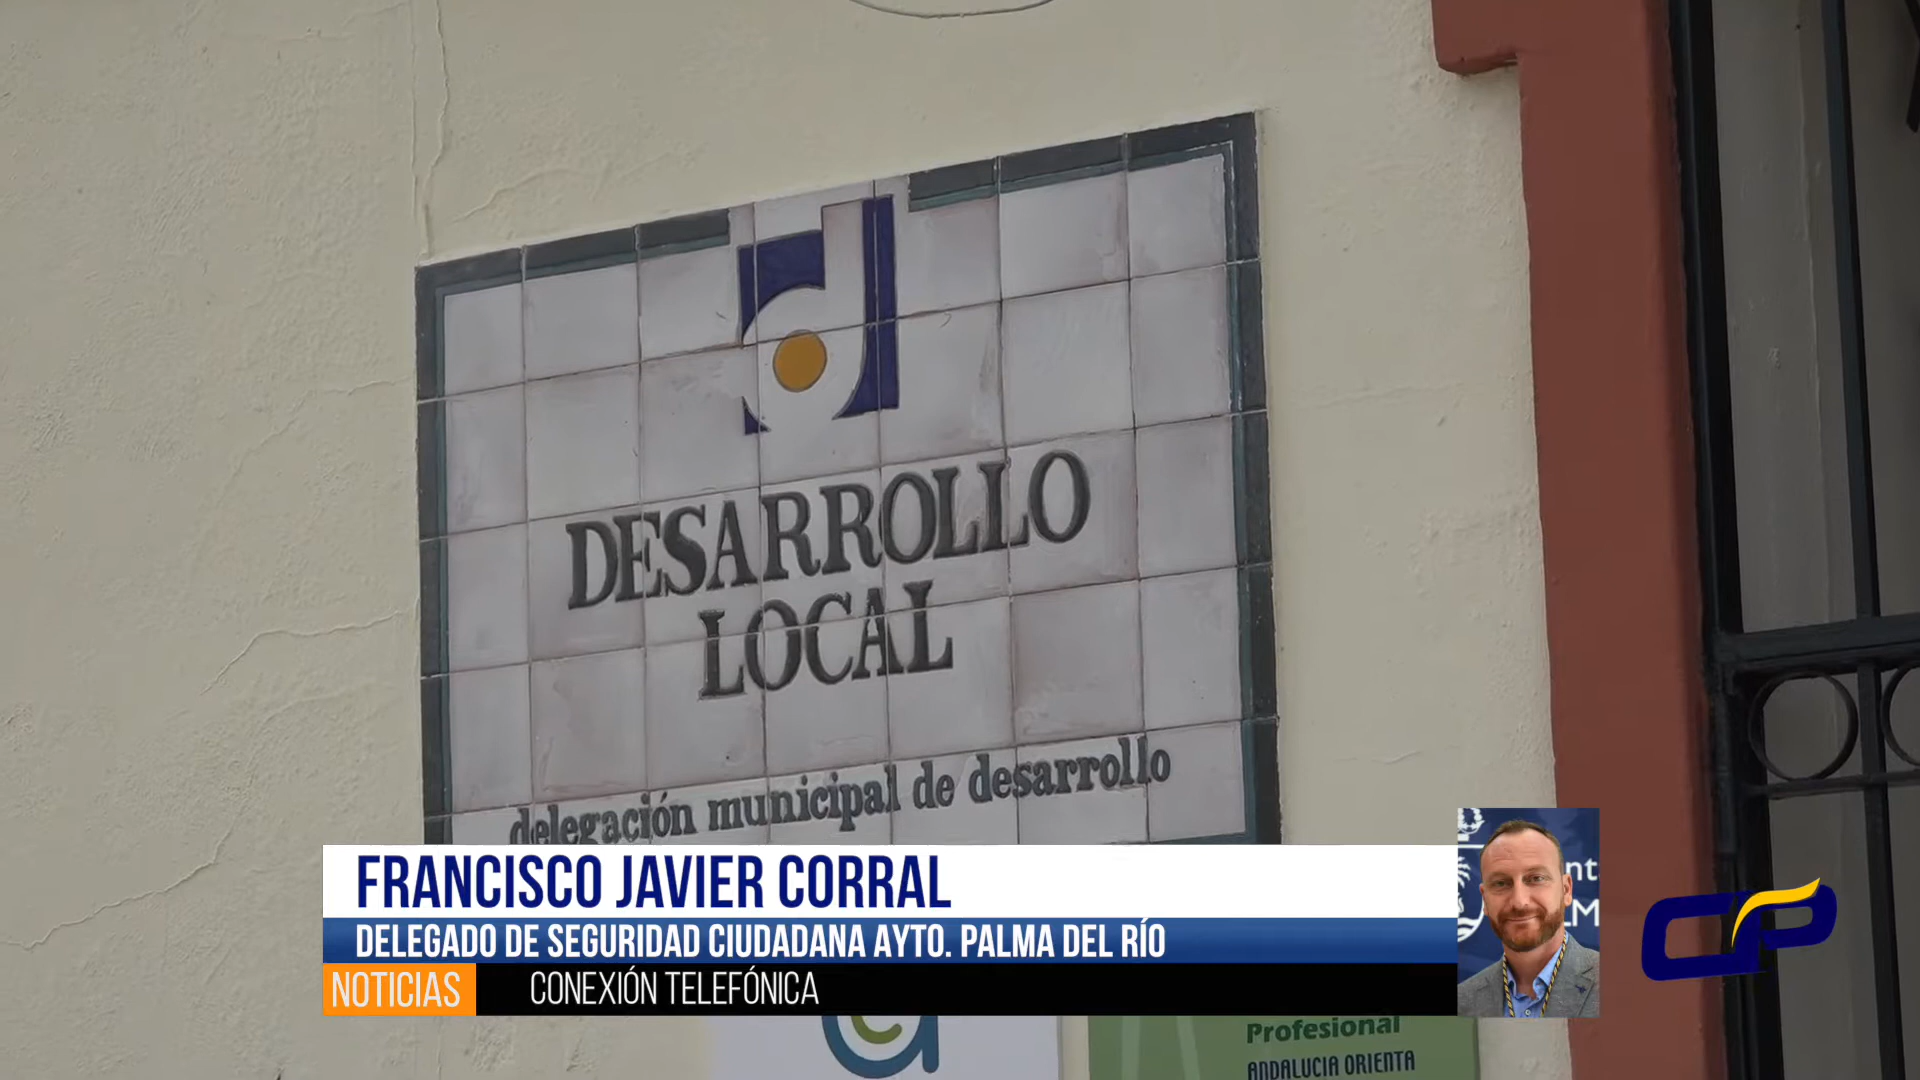 DESARROLLO
LOCAL
delegación municipal de desarrollo
FRANCISCO JAVIER CORRAL
DELEGADO DE SEGURIDAD CIUDADANA AYTO. PALMA DEL RÍO
NOTICIAS
CONEXIÓN TELEFÓNICA
CP
Profesional
ANDALUCIA ORIENTA